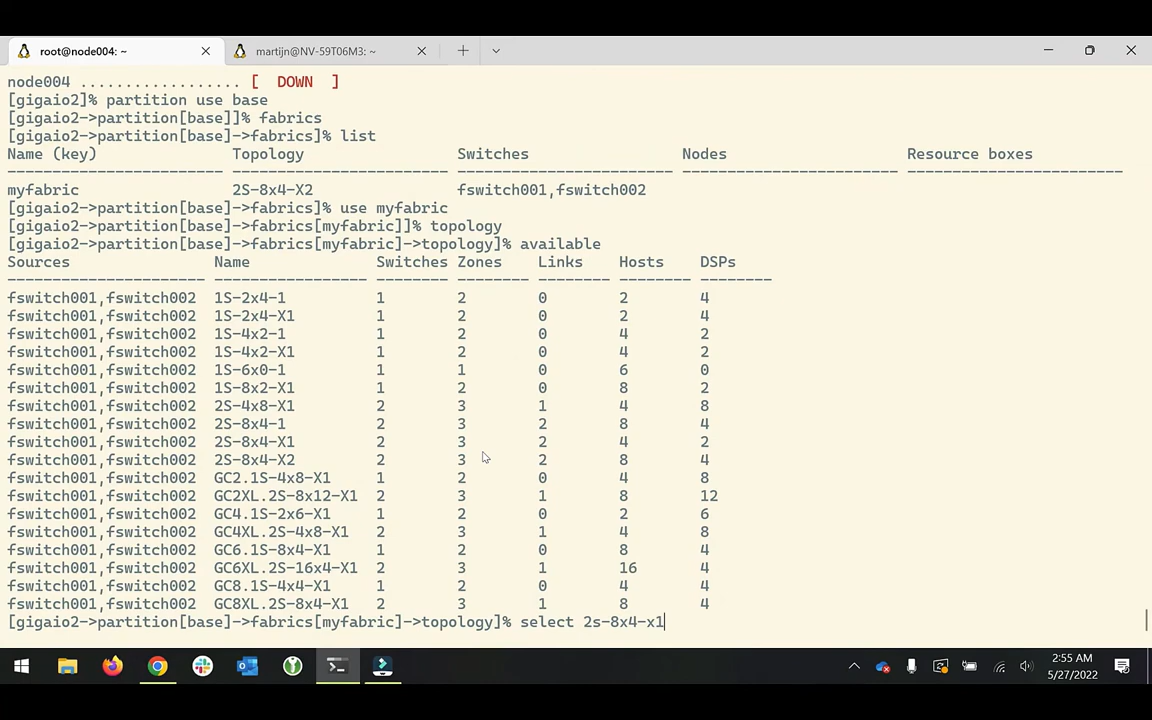 root@node004: ~
martijn@NV-59T06M3: ~
node004 .................. [  DOWN  ]
[gigaio2]% partition use base
[gigaio2->partition[base]]% fabrics
[gigaio2->partition[base]->fabrics]% list
Name (key) Topology Switches Nodes Resource boxes
------------------------ ------------------------ ------------------------ ------------------------ ------------------------
myfabric 2S-8x4-X2 fswitch001,fswitch002
[gigaio2->partition[base]->fabrics]% use myfabric
[gigaio2->partition[base]->fabrics[myfabric]]% topology
[gigaio2->partition[base]->fabrics[myfabric]->topology]% available
Sources Name Switches Zones Links Hosts DSPs
---------------------- ----------------- -------- -------- -------- -------- --------
fswitch001,fswitch002 1S-2x4-1 1 2 0 2 4
fswitch001,fswitch002 1S-2x4-X1 1 2 0 2 4
fswitch001,fswitch002 1S-4x2-1 1 2 0 4 2
fswitch001,fswitch002 1S-4x2-X1 1 2 0 4 2
fswitch001,fswitch002 1S-6x0-1 1 1 0 6 0
fswitch001,fswitch002 1S-8x2-X1 1 2 0 8 2
fswitch001,fswitch002 2S-4x8-X1 2 3 1 4 8
fswitch001,fswitch002 2S-8x4-1 2 3 2 8 4
fswitch001,fswitch002 2S-8x4-X1 2 3 2 4 2
fswitch001,fswitch002 2S-8x4-X2 2 3 2 8 4
fswitch001,fswitch002 GC2.1S-4x8-X1 1 2 0 4 8
fswitch001,fswitch002 GC2XL.2S-8x12-X1 2 3 1 8 12
fswitch001,fswitch002 GC4.1S-2x6-X1 1 2 0 2 6
fswitch001,fswitch002 GC4XL.2S-4x8-X1 2 3 1 4 8
fswitch001,fswitch002 GC6.1S-8x4-X1 1 2 0 8 4
fswitch001,fswitch002 GC6XL.2S-16x4-X1 2 3 1 16 4
fswitch001,fswitch002 GC8.1S-4x4-X1 1 2 0 4 4
fswitch001,fswitch002 GC8XL.2S-8x4-X1 2 3 1 8 4
[gigaio2->partition[base]->fabrics[myfabric]->topology]% select 2s-8x4-x1
2:55 AM
5/27/2022